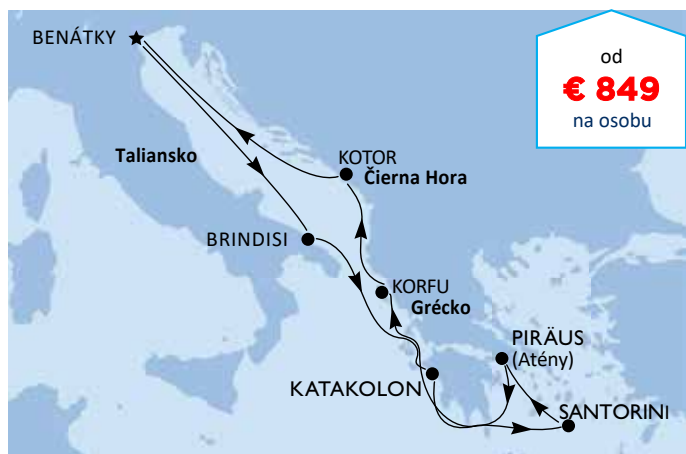 BENÁTKY
od
€ 849
na osobu
Taliansko
KOTOR
Čierna Hora
BRINDISI
KORFU
Grécko
PIRÄUS
(Atény)
KATAKOLON
SANTORINI